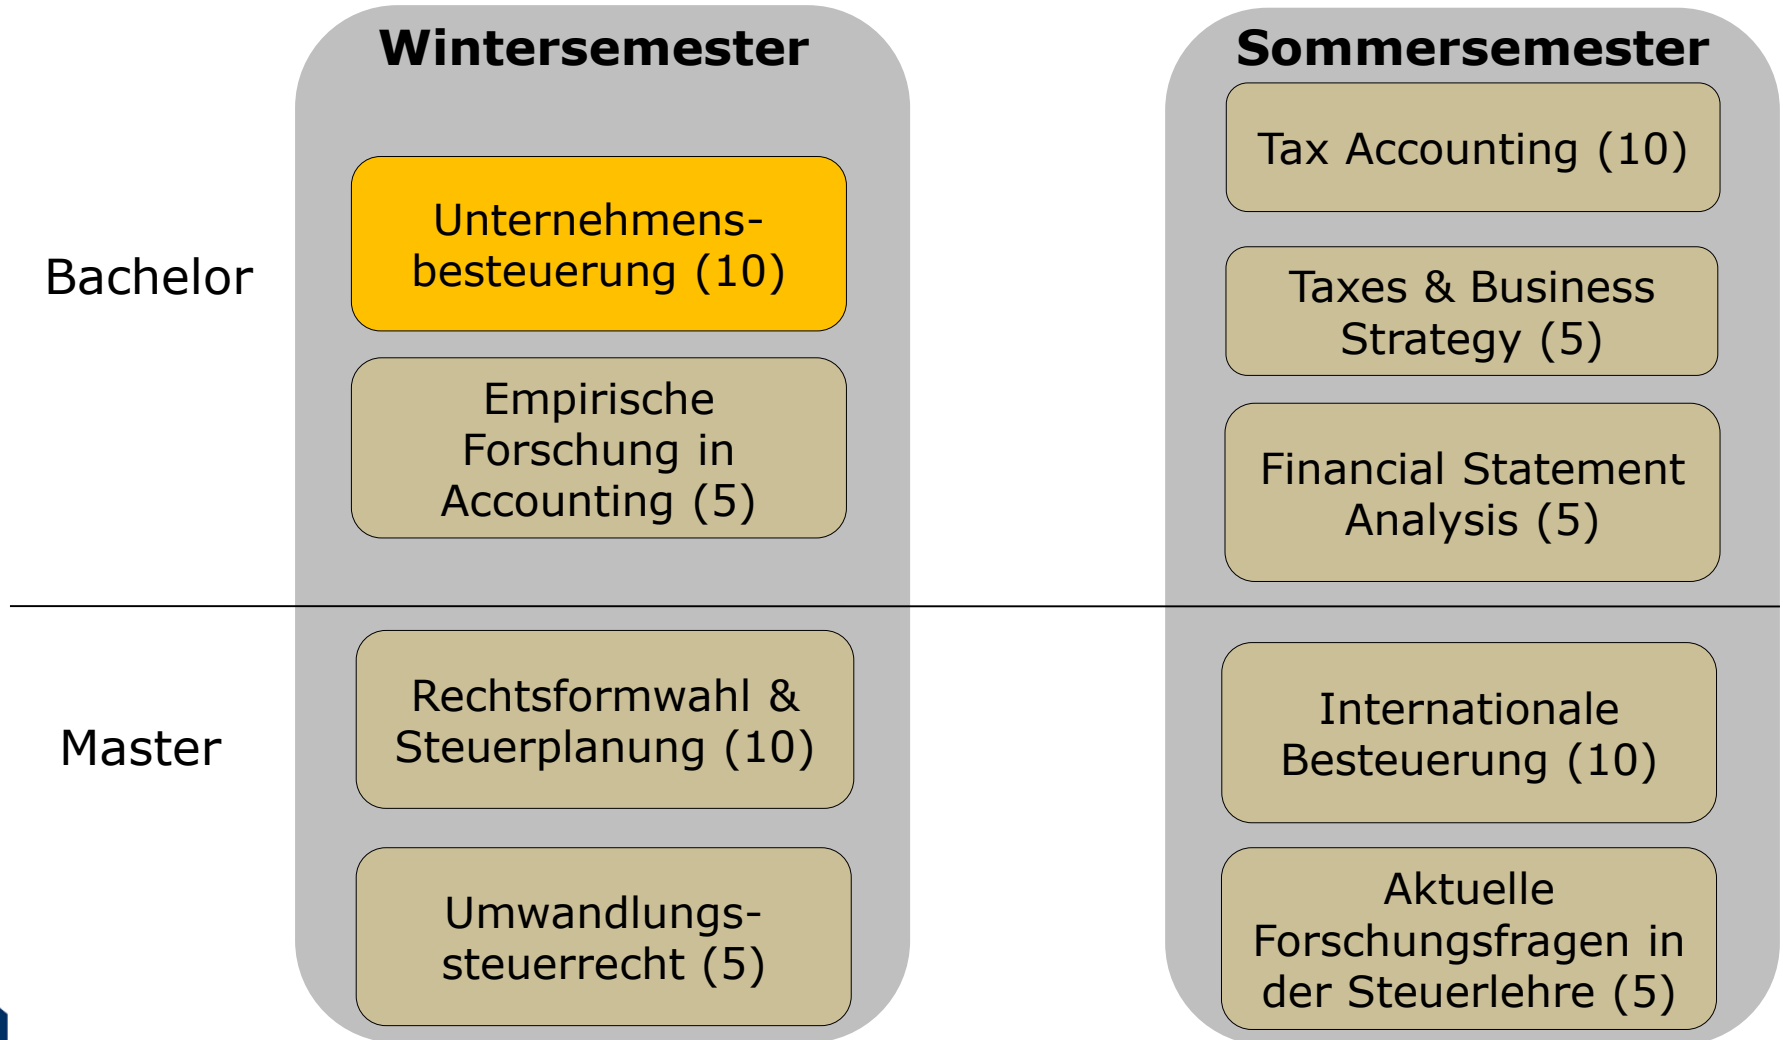 Wintersemester
Sommersemester
Bachelor
Unternehmens-
besteuerung (10)
Empirische
Forschung in
Accounting (5)
Tax Accounting (10)
Taxes & Business
Strategy (5)
Financial Statement
Analysis (5)
Master
Rechtsformwahl &
Steuerplanung (10)
Umwandlungs-
steuerrecht (5)
Internationale
Besteuerung (10)
Aktuelle
Forschungsfragen in
der Steuerlehre (5)